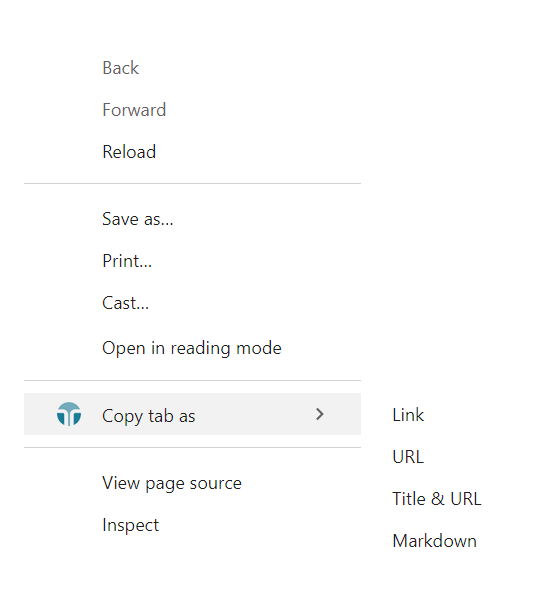 Back
Forward
Reload
Save as...
Print...
Cast...
Open in reading mode
Copy tab as
Link
URL
Title & URL
Markdown
View page source
Inspect